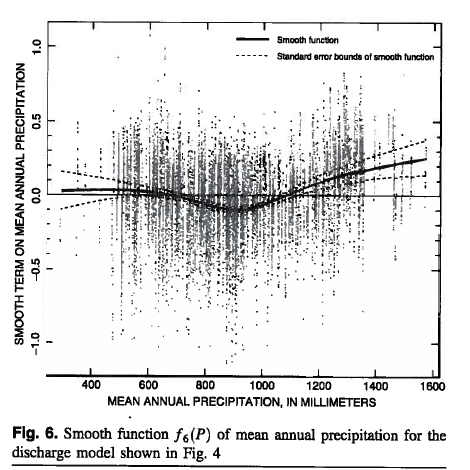 Smooth function
Standard error bounds of smooth function
SMOOTH TERM ON MEAN ANNUAL PRECIPITATION
1.0
0.5
0.0
-0.5
-1.0
400 600 800 1000 1200 1400 1600
MEAN ANNUAL PRECIPITATION, IN MILLIMETERS
Fig. 6. Smooth function f6(P) of mean annual precipitation for the
discharge model shown in Fig. 4